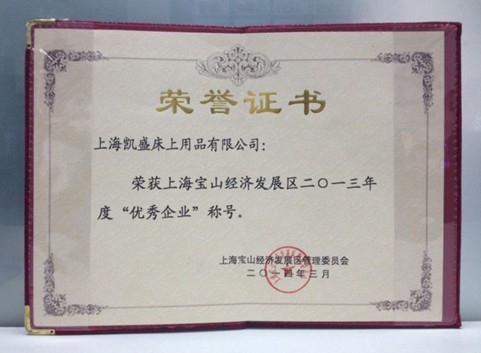 荣誉证书
上海凯盛床上用品有限公司：
荣获上海宝山经济发展区二〇一三年
度“优秀企业”称号。
上海宝山经济发展区管理委员会
二〇一四年三月